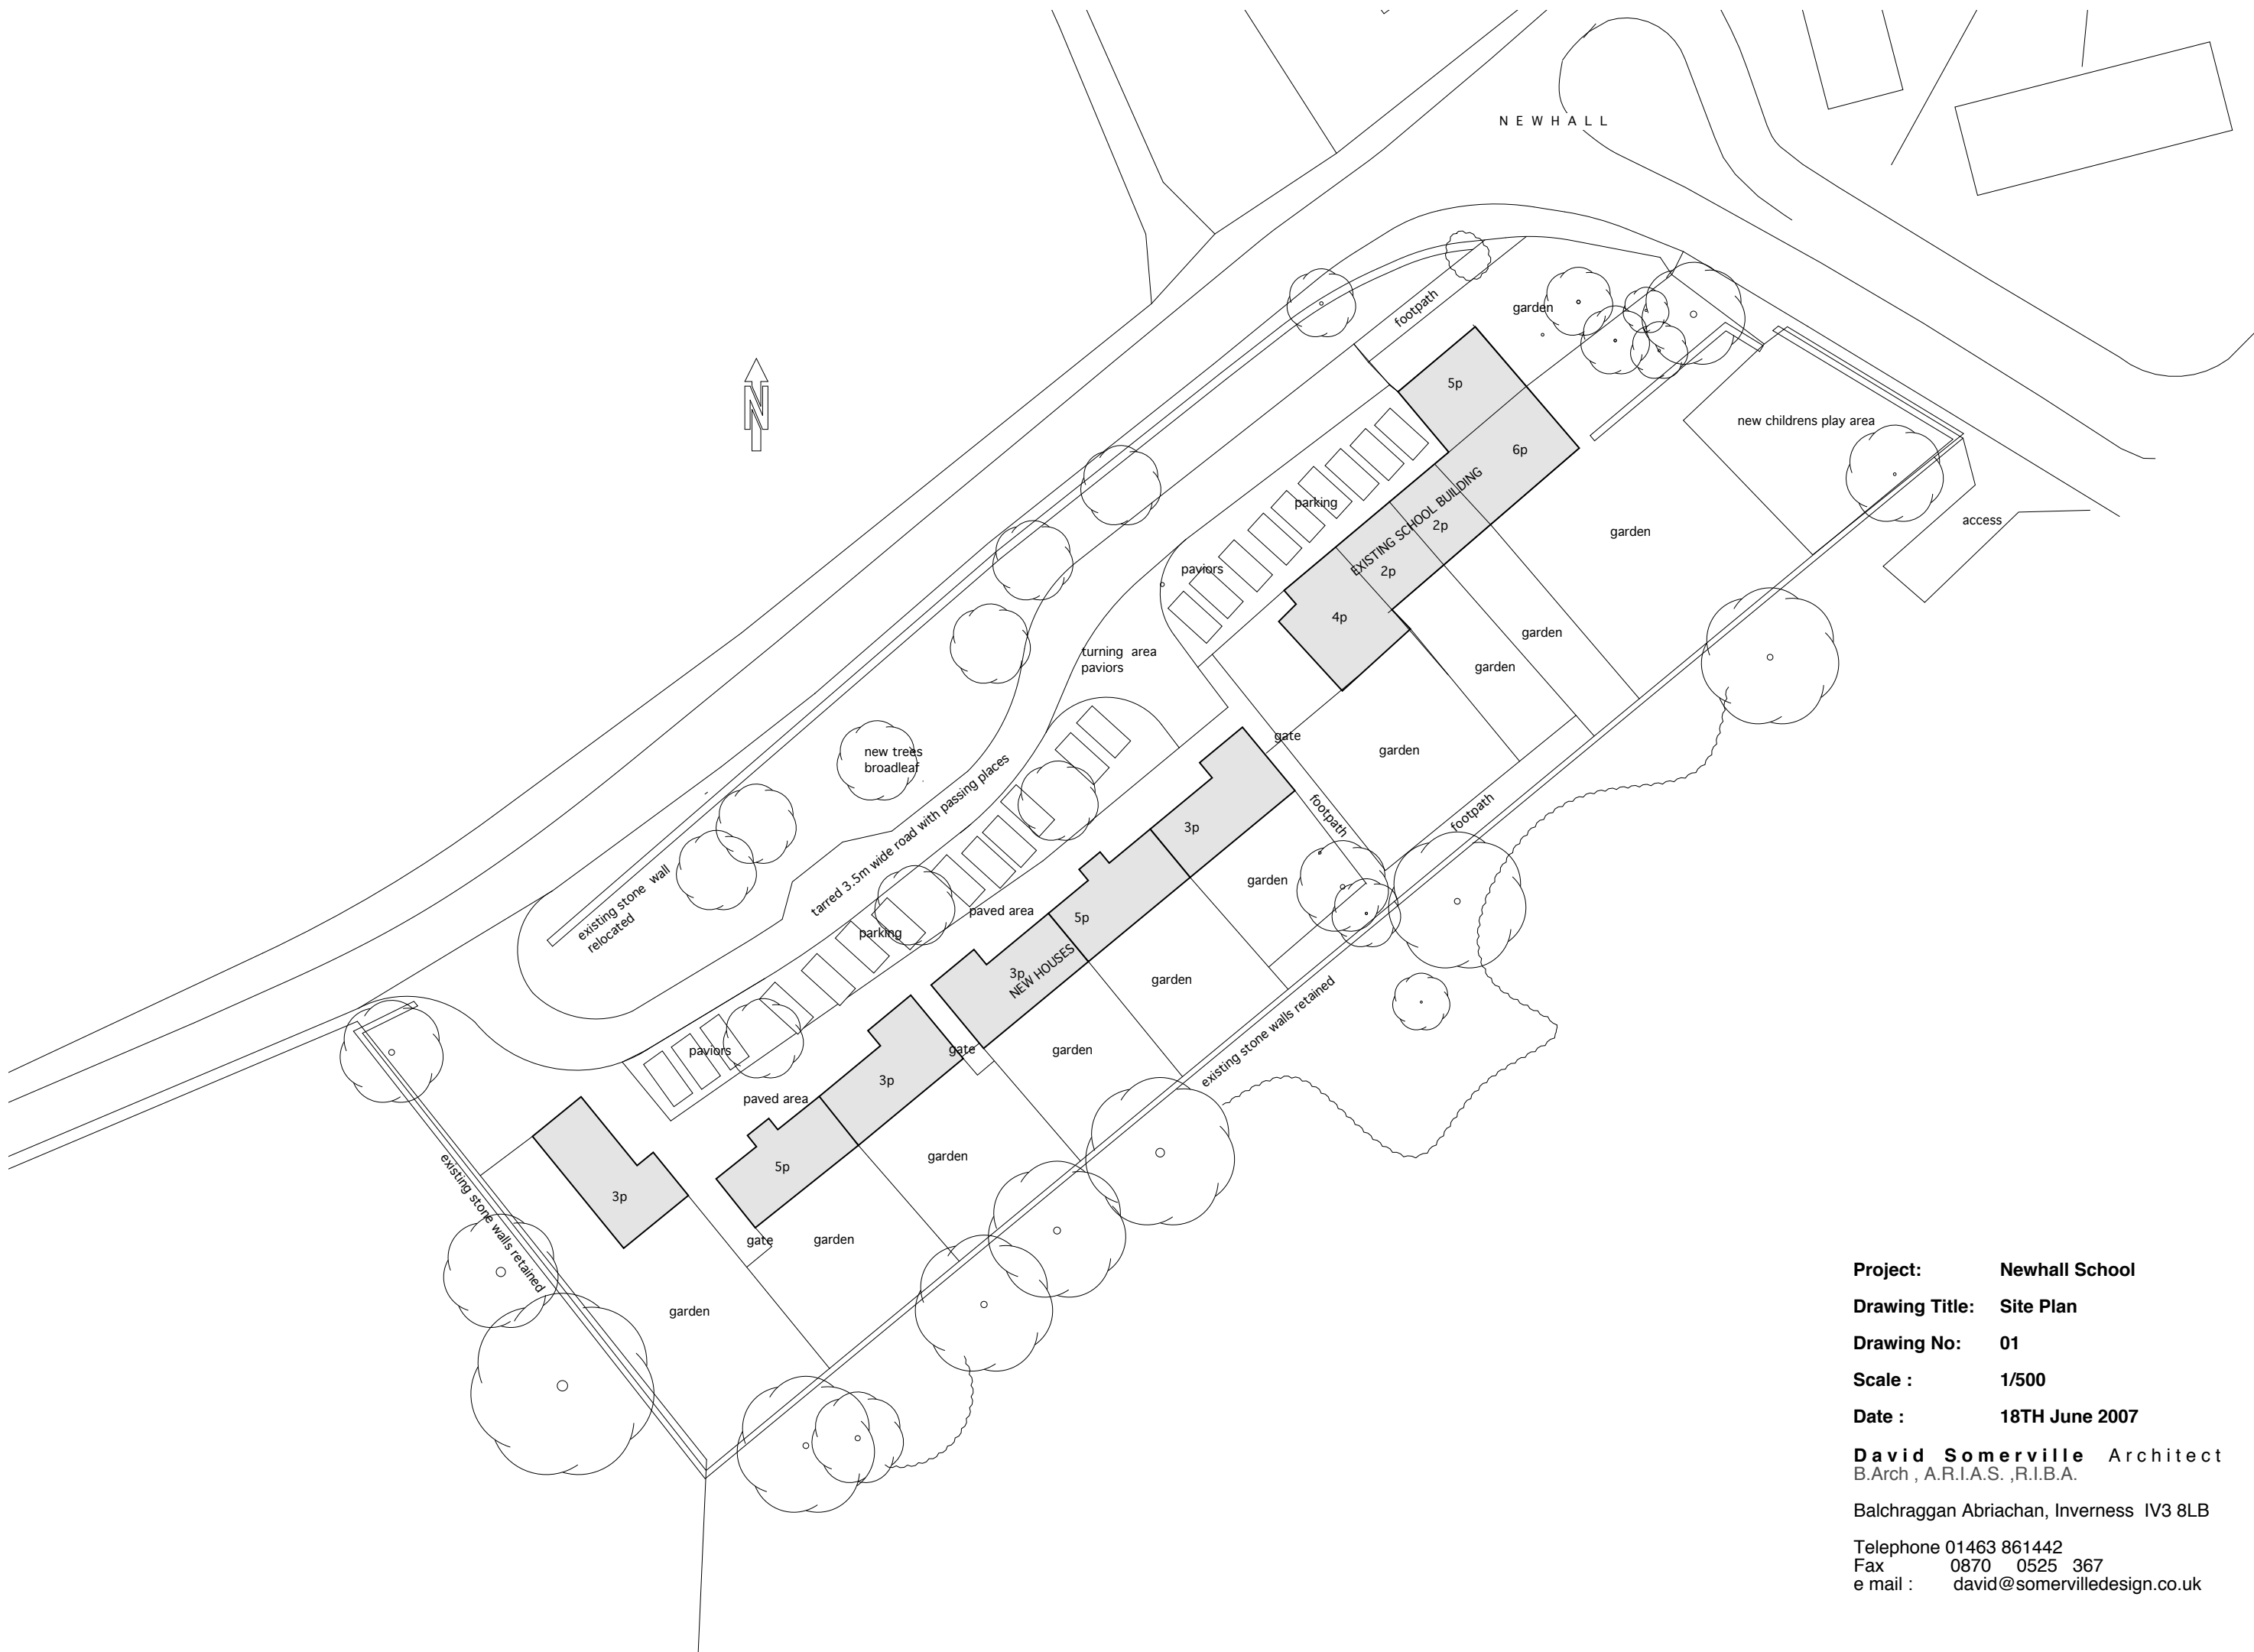 N E W H A L L
footpath
garden
5p
new childrens play area
6p
parking
EXISTING SCHOOL BUILDING
2p
garden
access
paviors
2p
4p
garden
turning area
paviors
garden
gate
garden
new trees
broadleaf
tarred 3.5m wide road with passing places
footpath
footpath
3p
existing stone wall
relocated
garden
paved area
5p
parking
3p
NEW HOUSES
garden
existing stone walls retained
paviors
gate
garden
3p
paved area
garden
5p
existing stone walls retained
3p
gate
garden
garden
Project: Newhall School
Drawing Title: Site Plan
Drawing No: 01
Scale : 1/500
Date : 18TH June 2007
David Somerville Architect
B.Arch , A.R.I.A.S. ,R.I.B.A.
Balchraggan Abriachan, Inverness IV3 8LB
Telephone 01463 861442
Fax 0870 0525 367
e mail : david@somervilledesign.co.uk
N